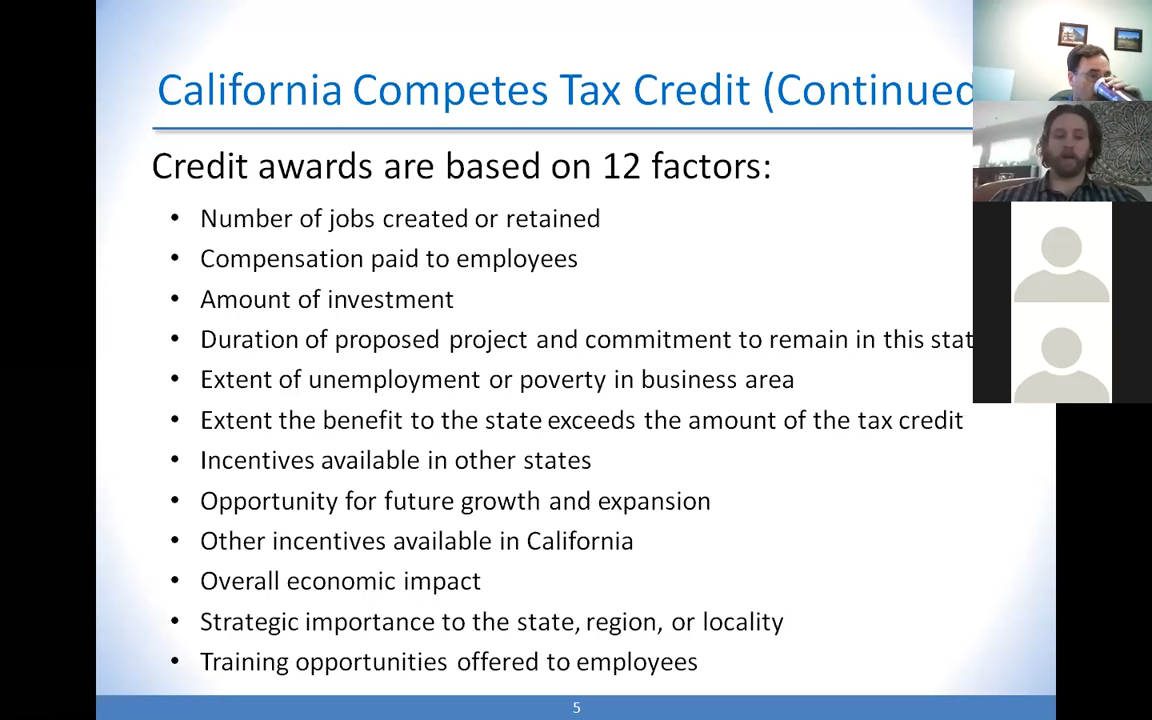 California Competes Tax Credit (Continued
Credit awards are based on 12 factors:
• Number of jobs created or retained
• Compensation paid to employees
• Amount of investment
• Duration of proposed project and commitment to remain in this stat
• Extent of unemployment or poverty in business area
• Extent the benefit to the state exceeds the amount of the tax credit
• Incentives available in other states
• Opportunity for future growth and expansion
• Other incentives available in California
• Overall economic impact
• Strategic importance to the state, region, or locality
• Training opportunities offered to employees
5